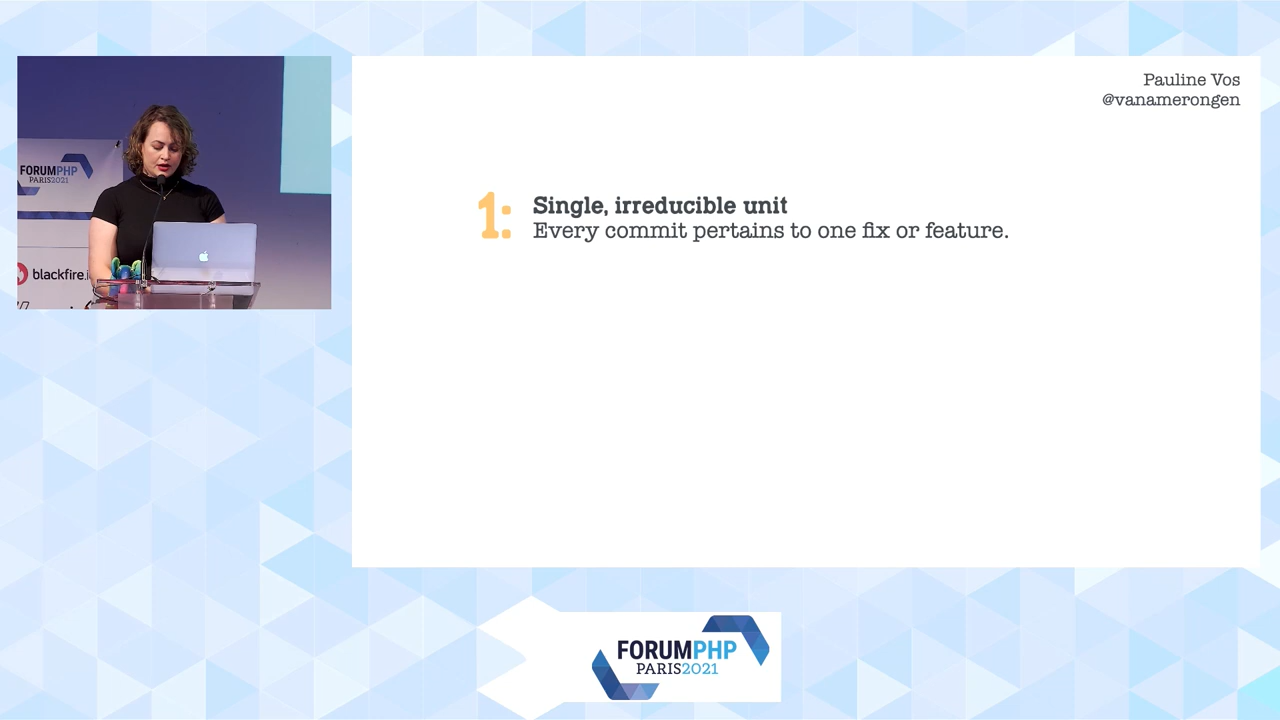 Pauline Vos
@vanamerongen
1: Single, irreducible unit
Every commit pertains to one fix or feature.
FORUMPHP
PARIS2021
blackfire.i
FORUMPHP
PARIS2021